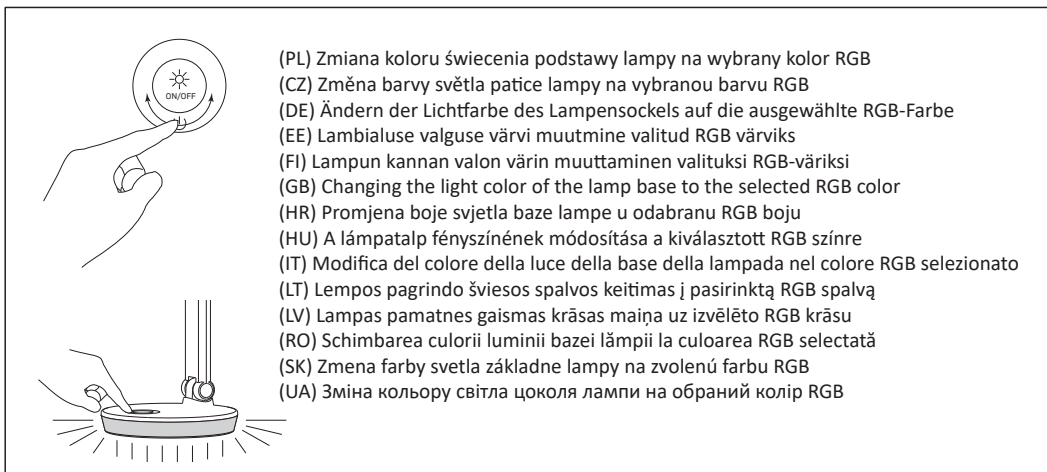 ON/OFF
(PL) Zmiana koloru świecenia podstawy lampy na wybrany kolor RGB
(CZ) Změna barvy světla patice lampy na vybranou barvu RGB
(DE) Ändern der Lichtfarbe des Lampensockels auf die ausgewählte RGB-Farbe
(EE) Lambialuse valguse värvi muutmine valitud RGB värviks
(FI) Lampun kannan valon värin muuttaminen valituksi RGB-väriksi
(GB) Changing the light color of the lamp base to the selected RGB color
(HR) Promjena boje svjetla baze lampe u odabranu RGB boju
(HU) A lámpatalp fényszínének módosítása a kiválasztott RGB színre
(IT) Modifica del colore della luce della base della lampada nel colore RGB selezionato
(LT) Lempos pagrindo šviesos spalvos keitimas į pasirinktą RGB spalvą
(LV) Lampas pamatnes gaismas krāsas maiņa uz izvēlēto RGB krāsu
(RO) Schimbarea culorii luminii bazei lămpii la culoarea RGB selectată
(SK) Zmena farby svetla základne lampy na zvolenú farbu RGB
(UA) Зміна кольору світла цоколя лампи на обраний колір RGB